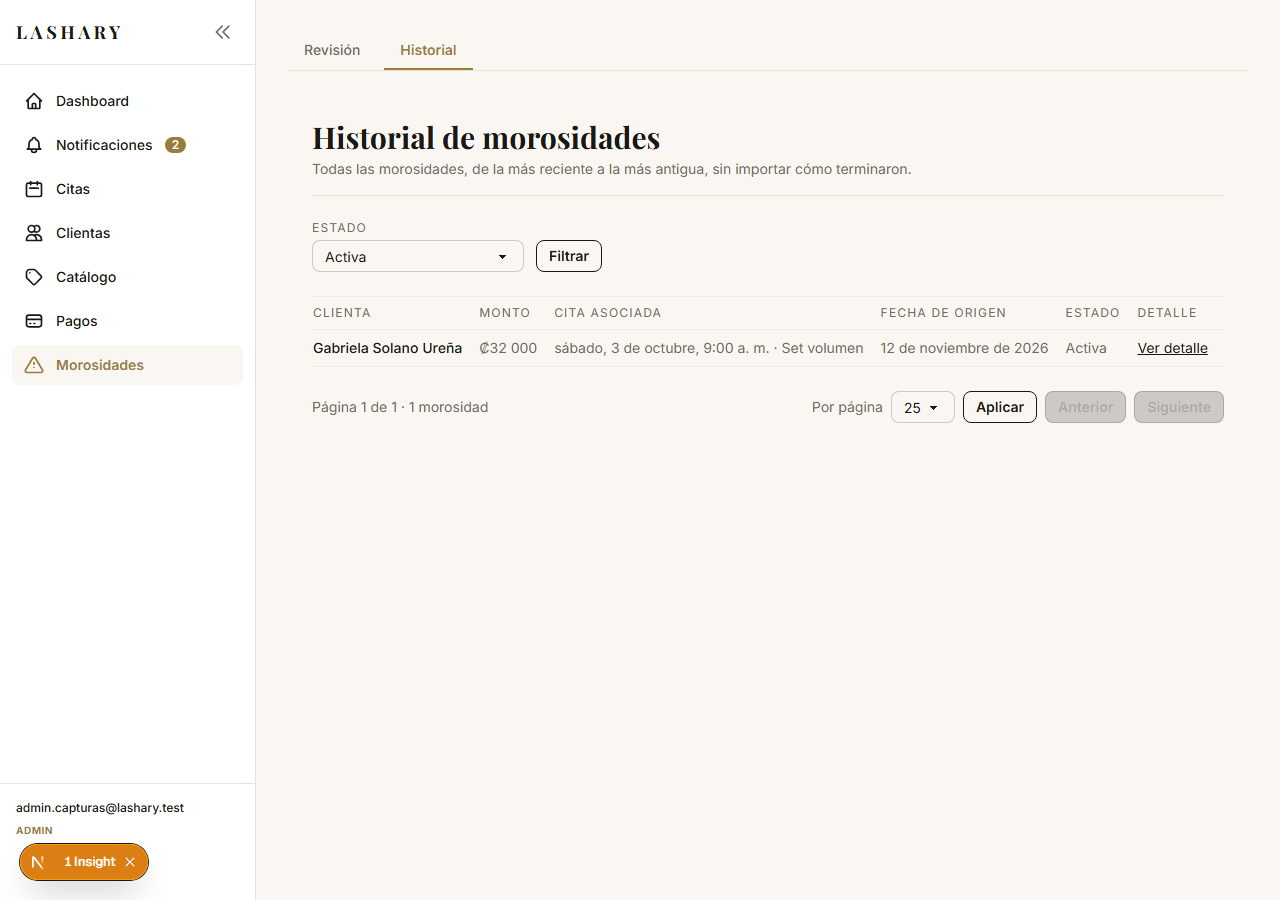 LASHARY
Dashboard
Notificaciones 2
Citas
Clientas
Catálogo
Pagos
Morosidades
admin.capturas@lashary.test
ADMIN
1 Insight
Revisión Historial
Historial de morosidades
Todas las morosidades, de la más reciente a la más antigua, sin importar cómo terminaron.
ESTADO
Activa Filtrar
CLIENTA MONTO CITA ASOCIADA FECHA DE ORIGEN ESTADO DETALLE
Gabriela Solano Ureña ₡32 000 sábado, 3 de octubre, 9:00 a. m. · Set volumen 12 de noviembre de 2026 Activa Ver detalle
Página 1 de 1 · 1 morosidad Por página 25 Aplicar Anterior Siguiente